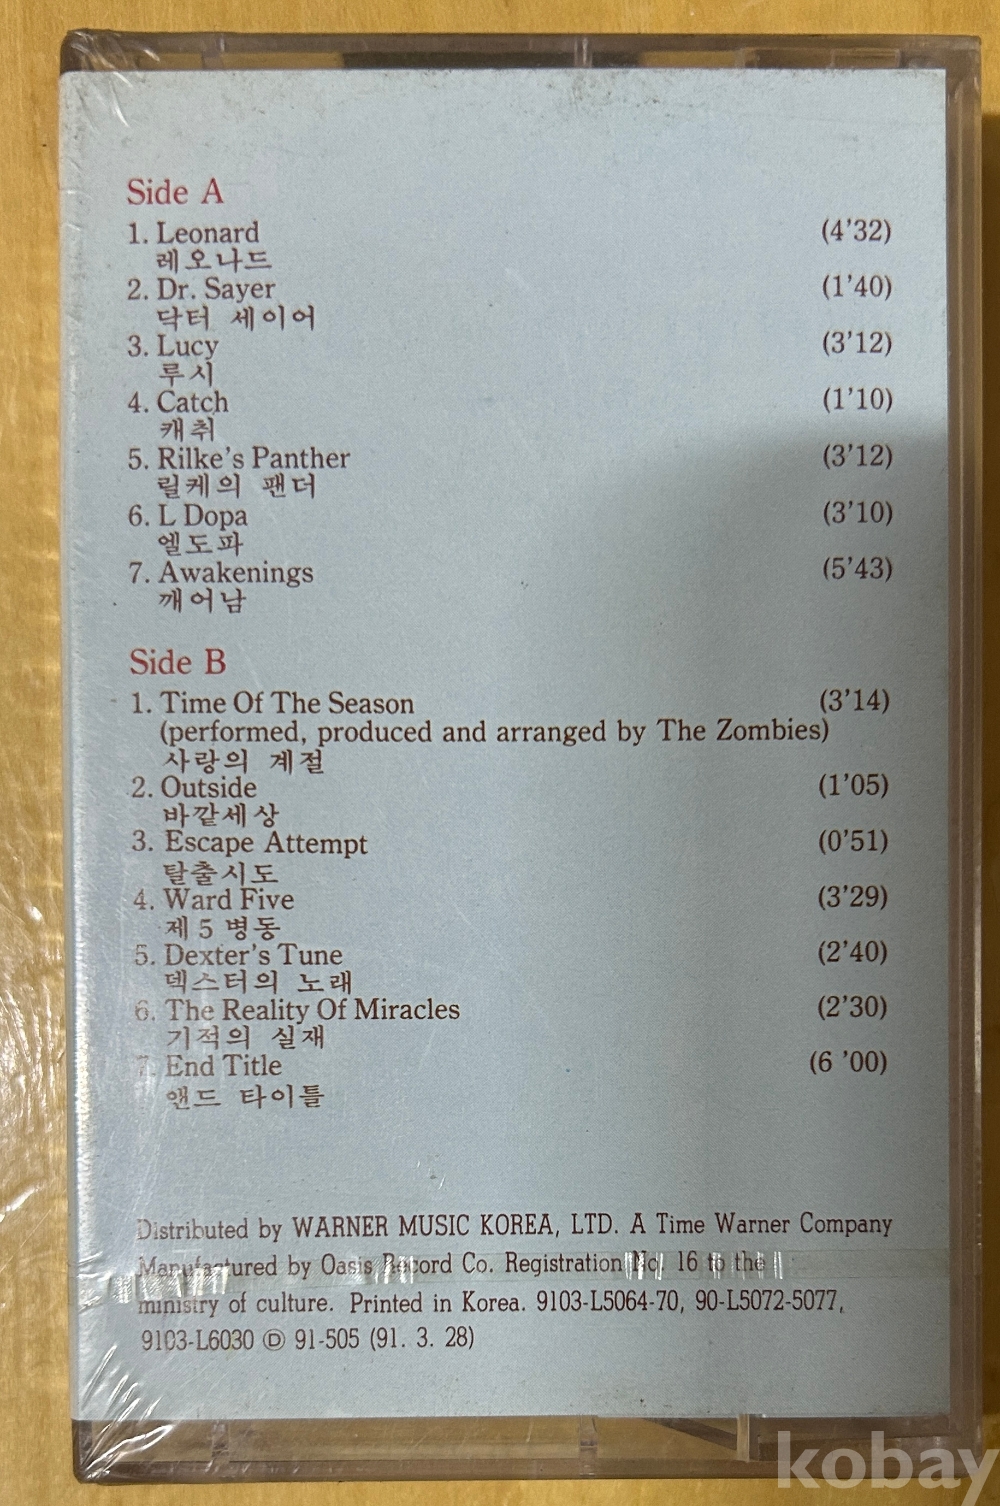 Side A
1. Leonard (4'32)
레오나드
2. Dr. Sayer (1'40)
닥터 세이어
3. Lucy (3'12)
루시
4. Catch (1'10)
캐취
5. Rilke's Panther (3'12)
릴케의 팬더
6. L Dopa (3'10)
엘도파
7. Awakenings (5'43)
깨어남
Side B
1. Time Of The Season (3'14)
(performed, produced and arranged by The Zombies)
사랑의 계절
2. Outside (1'05)
바깥세상
3. Escape Attempt (0'51)
탈출시도
4. Ward Five (3'29)
제 5 병동
5. Dexter's Tune (2'40)
덱스터의 노래
6. The Reality Of Miracles (2'30)
기적의 실재
7. End Title (6 '00)
앤드 타이틀
Distributed by WARNER MUSIC KOREA, LTD. A Time Warner Company
Manufactured by Oasis Record Co. Registration No. 16 to the
ministry of culture. Printed in Korea. 9103-L5064-70, 90-L5072-5077,
9103-L6030 Ⓓ 91-505 (91. 3. 28)
kobay